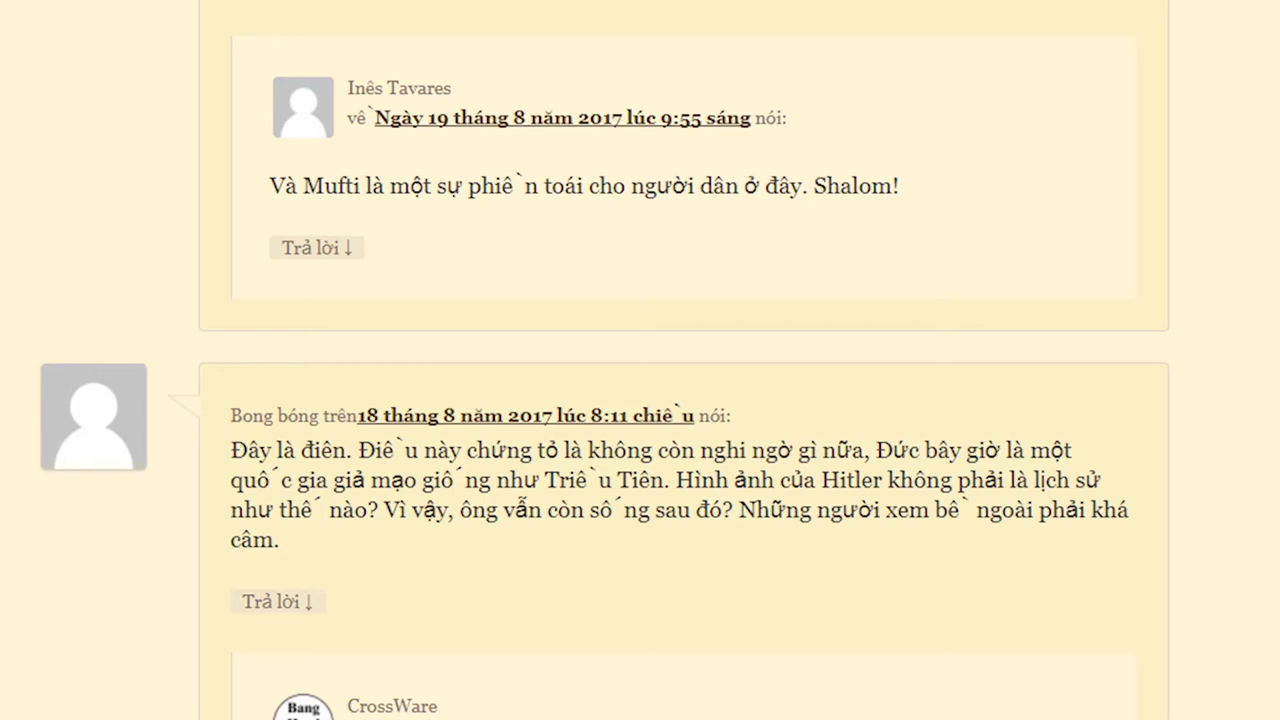 Inês Tavares
về Ngày 19 tháng 8 năm 2017 lúc 9:55 sáng nói:
Và Mufti là một sự phiền toái cho người dân ở đây. Shalom!
Trả lời ↓
Bong bóng trên18 tháng 8 năm 2017 lúc 8:11 chiều nói:
Đây là điên. Điều này chứng tỏ là không còn nghi ngờ gì nữa, Đức bây giờ là một
quốc gia giả mạo giống như Triều Tiên. Hình ảnh của Hitler không phải là lịch sử
như thế nào? Vì vậy, ông vẫn còn sống sau đó? Những người xem bề ngoài phải khá
câm.
Trả lời ↓
CrossWare
Bang